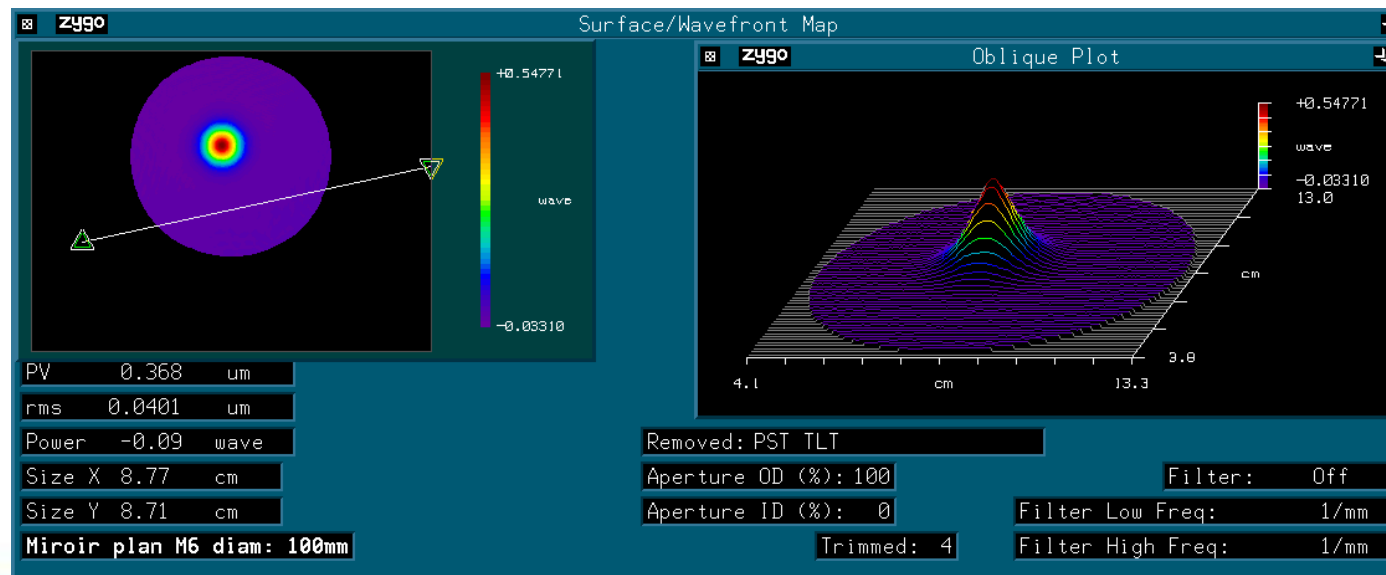 zygo Surface/Wavefront Map
+0.54771
wave
-0.03310
zygo Oblique Plot
+0.54771
wave
-0.03310
13.0
cm
3.8
4.1 cm 13.3
PV 0.368 um
rms 0.0401 um
Power -0.09 wave
Size X 8.77 cm
Size Y 8.71 cm
Miroir plan M6 diam: 100mm
Removed: PST TLT
Aperture OD (%): 100
Aperture ID (%): 0
Trimmed: 4
Filter: Off
Filter Low Freq: 1/mm
Filter High Freq: 1/mm